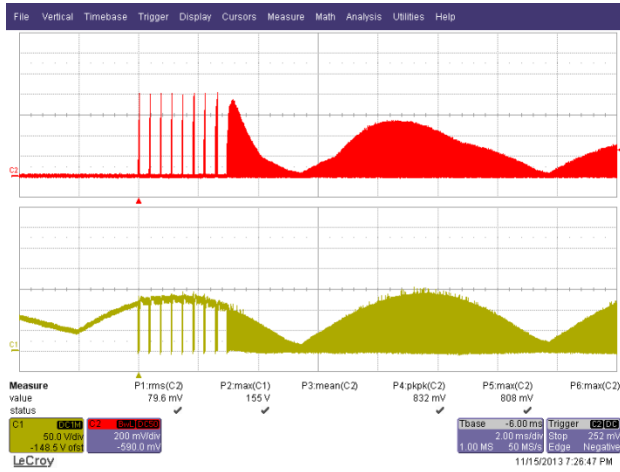 File Vertical Timebase Trigger Display Cursors Measure Math Analysis Utilities Help
C2
C1
Measure P1:rms(C2) P2:max(C1) P3:mean(C2) P4:pkpk(C2) P5:max(C2) P6:max(C2)
value 79.6 mV 155 V 832 mV 808 mV
status
C1 DC1M
50.0 V/div
-148.5 V ofst
C2 DC50
200 mV/div
-590.0 mV
Tbase -6.00 ms
2.00 ms/div
1.00 MS 50 MS/s
Trigger C2 DC
Stop 252 mV
Edge Negative
LeCroy
11/15/2013 7:26:47 PM